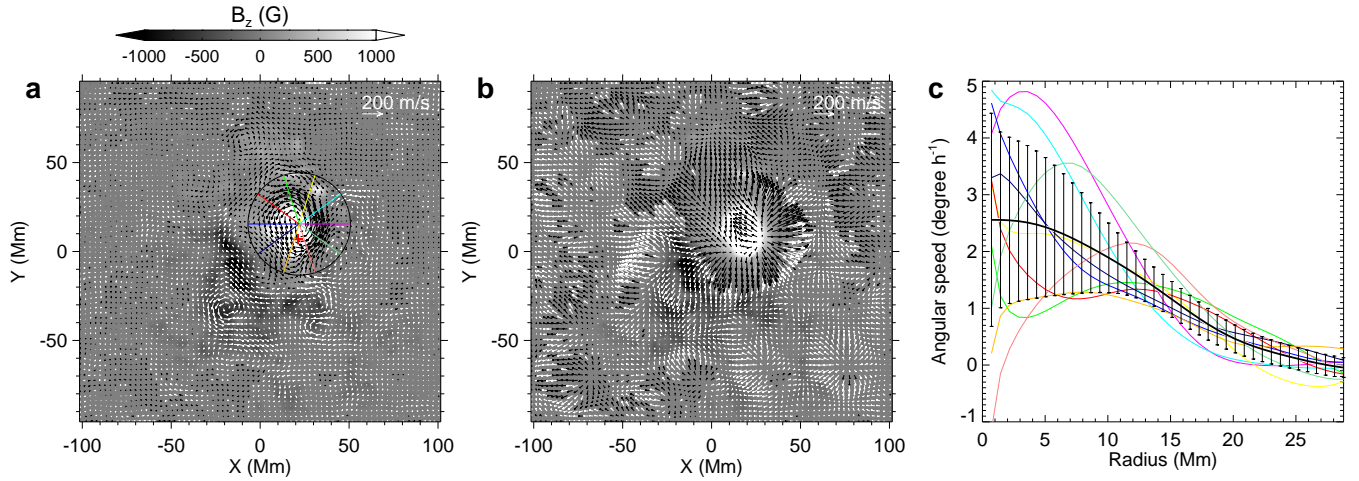 B_z (G)
-1000 -500 0 500 1000
a
200 m/s
50
0
-50
Y (Mm)
-100 -50 0 50 100
X (Mm)
b
200 m/s
50
0
-50
Y (Mm)
-100 -50 0 50 100
X (Mm)
c
5
4
3
2
1
0
-1
Angular speed (degree h⁻¹)
0 5 10 15 20 25
Radius (Mm)